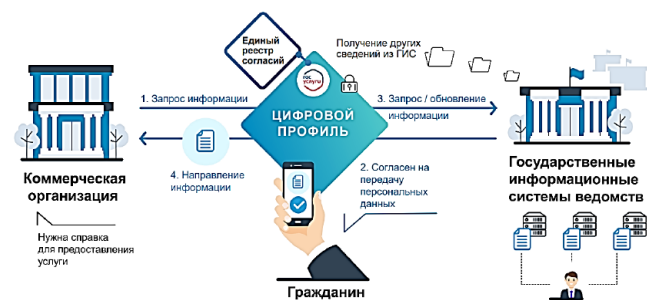 Единый
реестр
согласий
Получение других
сведений из ГИС
гос
услуги
1. Запрос информации
ЦИФРОВОЙ
ПРОФИЛЬ
3. Запрос / обновление
информации
4. Направление
информации
2. Согласен на
передачу
персональных
данных
Коммерческая
организация
Нужна справка
для предоставления
услуги
Государственные
информационные
системы ведомств
Гражданин